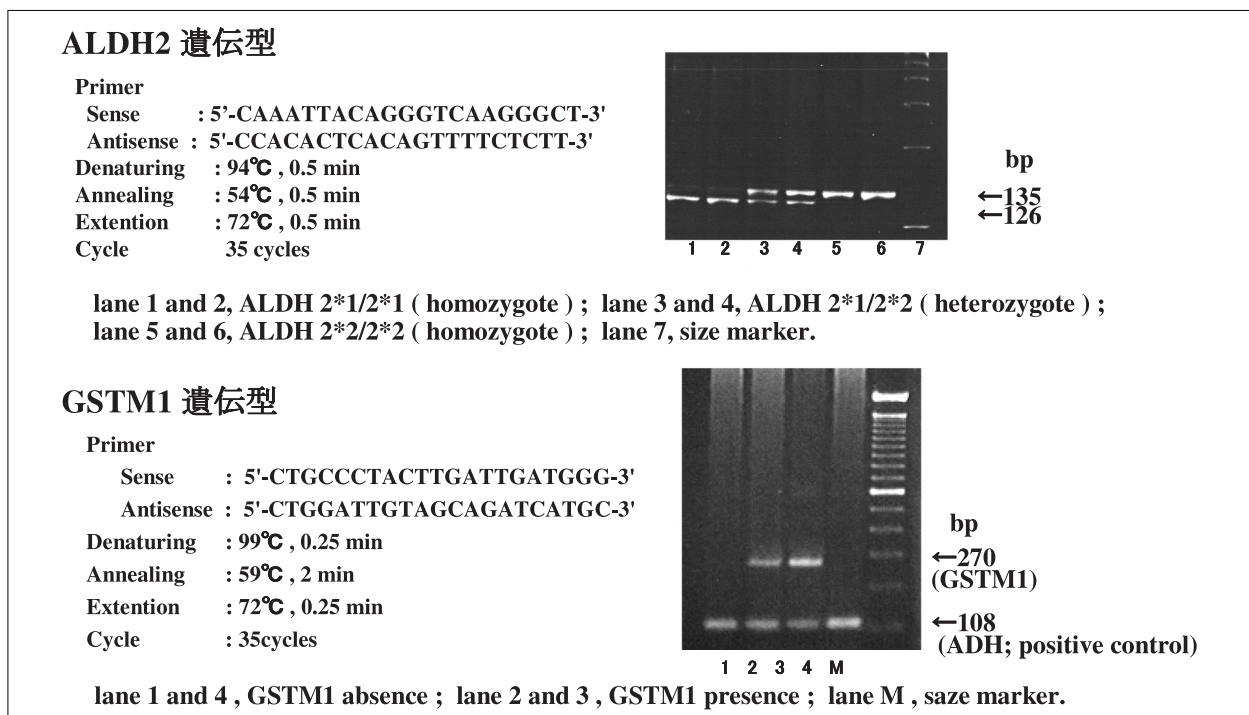 ALDH2 遺伝型
Primer
Sense : 5’-CAAATTACAGGGTCAAGGGCT-3'
Antisense : 5'-CCACACTCACAGTTTTCTCTT-3'
Denaturing : 94℃ , 0.5 min
Annealing : 54℃ , 0.5 min
Extention : 72℃ , 0.5 min
Cycle 35 cycles
bp
←135
←126
1 2 3 4 5 6 7
lane 1 and 2, ALDH 2*1/2*1 ( homozygote ) ; lane 3 and 4, ALDH 2*1/2*2 ( heterozygote ) ;
lane 5 and 6, ALDH 2*2/2*2 ( homozygote ) ; lane 7, size marker.
GSTM1 遺伝型
Primer
Sense : 5'-CTGCCCTACTTGATTGATGGG-3'
Antisense : 5'-CTGGATTGTAGCAGATCATGC-3'
Denaturing : 99℃ , 0.25 min
Annealing : 59℃ , 2 min
Extention : 72℃ , 0.25 min
Cycle : 35cycles
bp
←270
(GSTM1)
←108
(ADH; positive control)
1 2 3 4 M
lane 1 and 4 , GSTM1 absence ; lane 2 and 3 , GSTM1 presence ; lane M , saze marker.